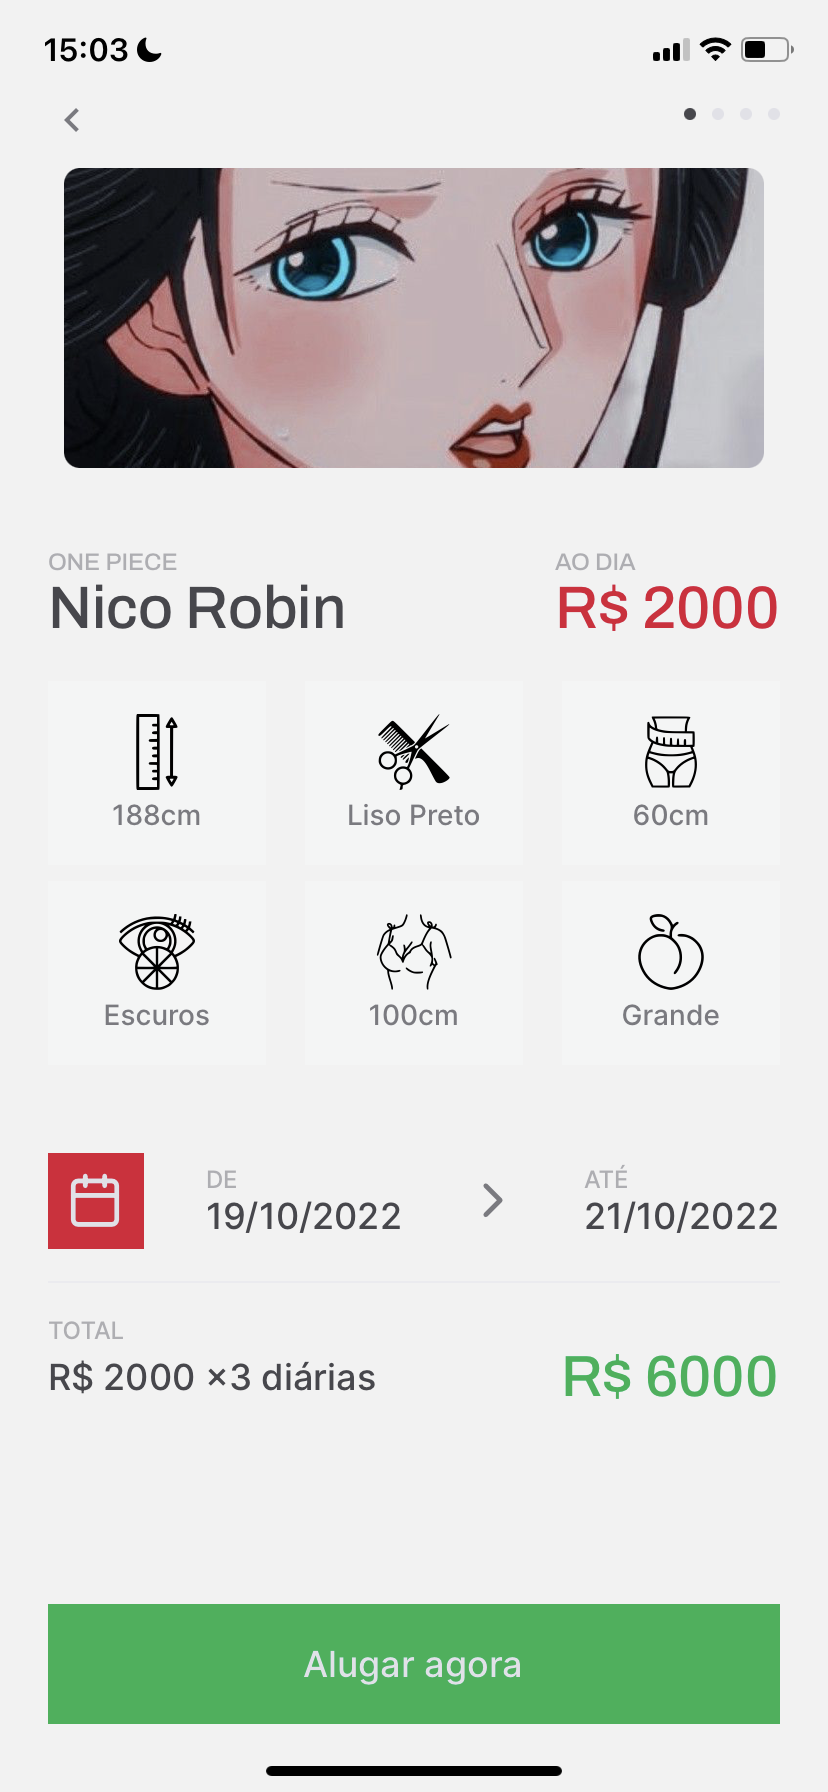 15:03
ONE PIECE
Nico Robin
AO DIA
R$ 2000
188cm
Liso Preto
60cm
Escuros
100cm
Grande
DE
19/10/2022
ATÉ
21/10/2022
TOTAL
R$ 2000 ×3 diárias
R$ 6000
Alugar agora